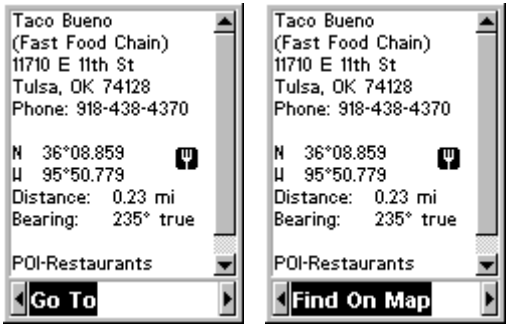 Taco Bueno
(Fast Food Chain)
11710 E 11th St
Tulsa, OK 74128
Phone: 918-438-4370
N 36°08.859
W 95°50.779
Distance: 0.23 mi
Bearing: 235° true
POI-Restaurants
Go To
Taco Bueno
(Fast Food Chain)
11710 E 11th St
Tulsa, OK 74128
Phone: 918-438-4370
N 36°08.859
W 95°50.779
Distance: 0.23 mi
Bearing: 235° true
POI-Restaurants
Find On Map